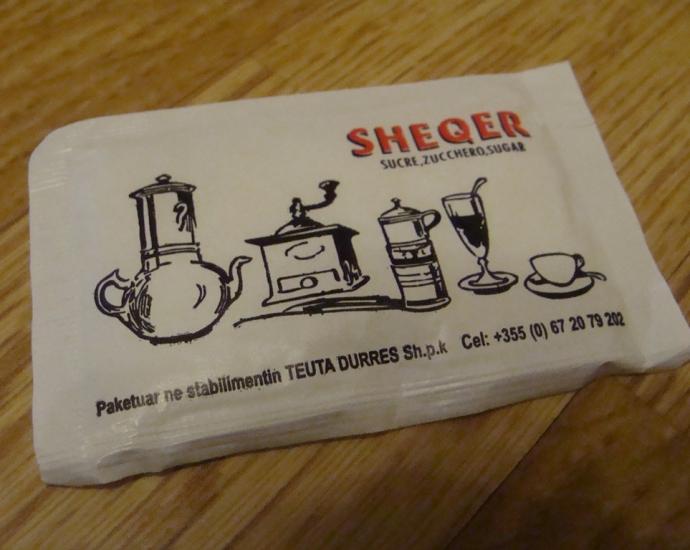 SHEQER
SUCRE,ZUCCHERO,SUGAR
Paketuar ne stabilimentin TEUTA DURRES Sh.p.k Cel: +355 (0) 67 20 79 202